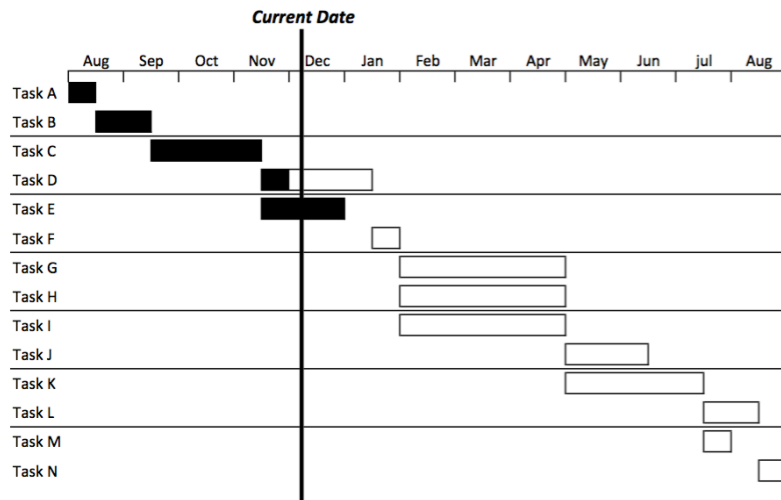 Current Date
Aug Sep Oct Nov Dec Jan Feb Mar Apr May Jun jul Aug
Task A
Task B
Task C
Task D
Task E
Task F
Task G
Task H
Task I
Task J
Task K
Task L
Task M
Task N